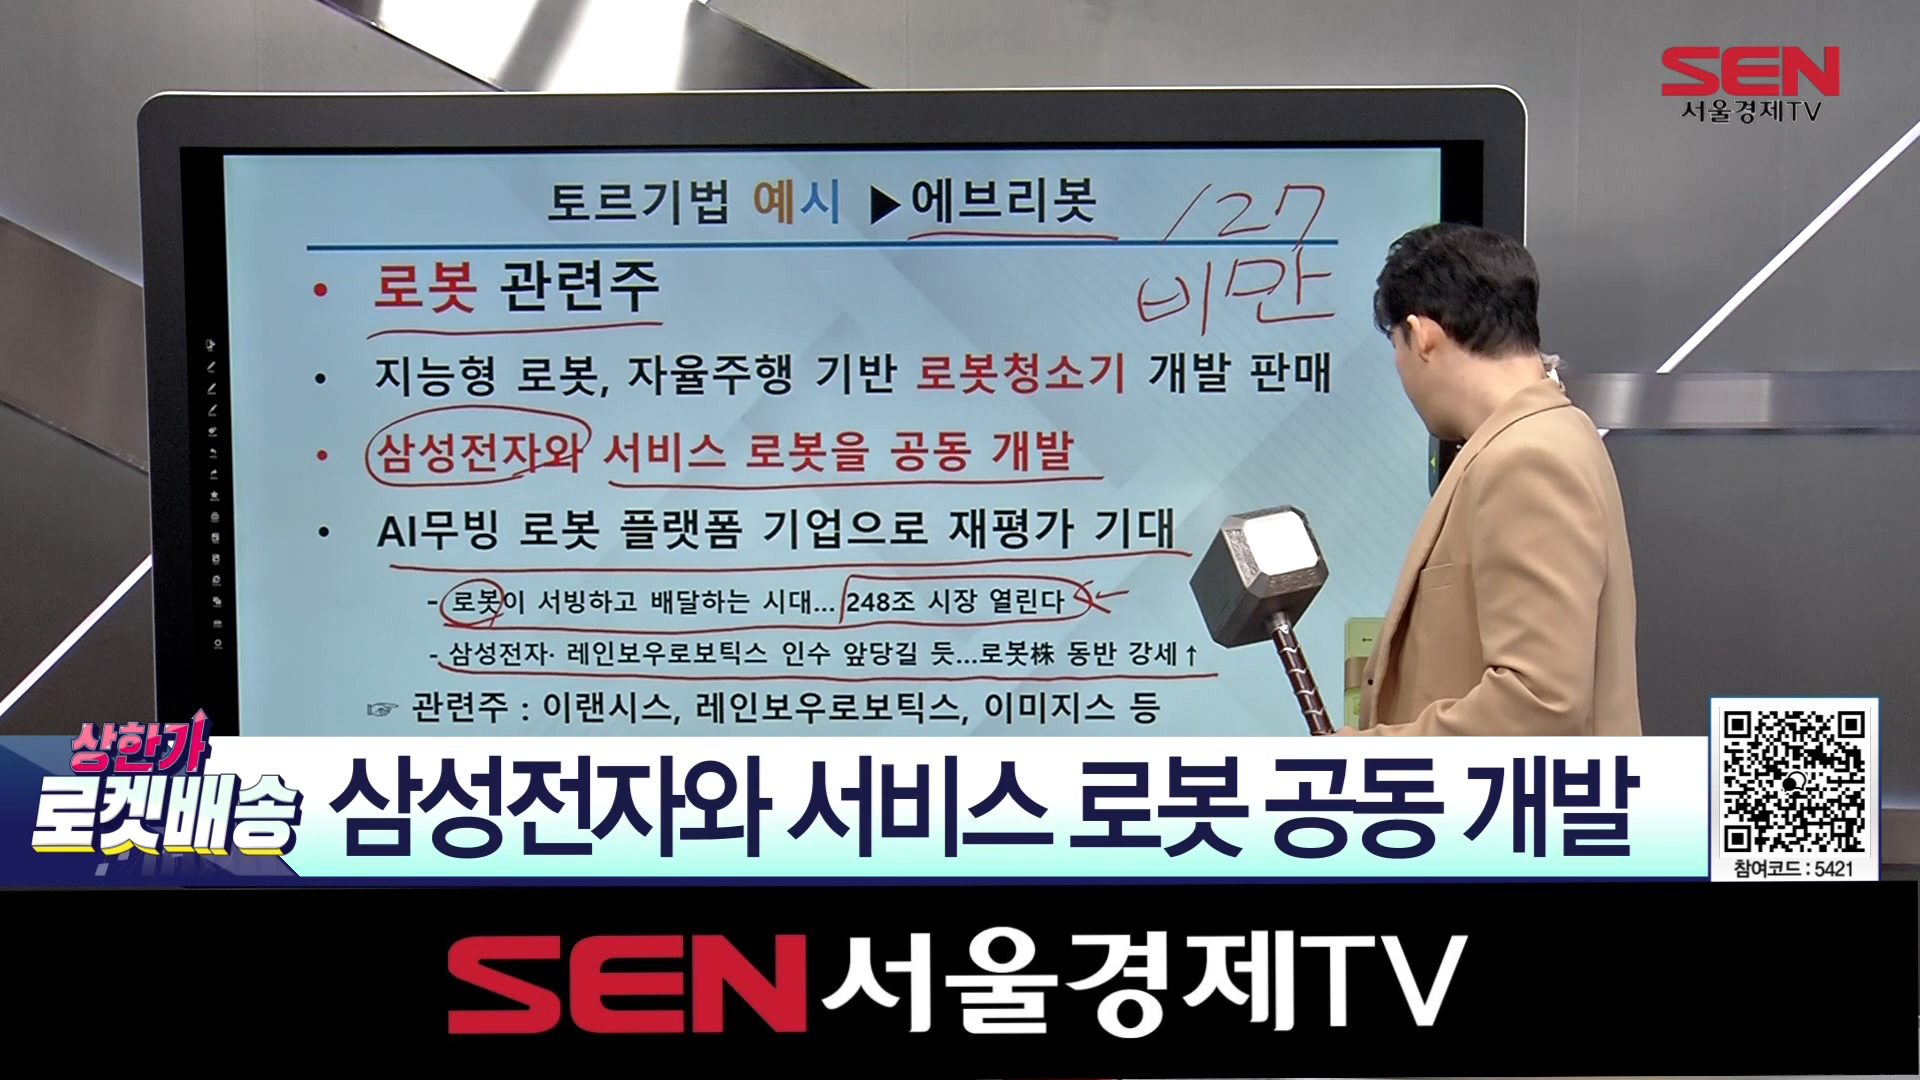 SEN
서울경제TV
토르기법 예시 ▶에브리봇
127
비만
• 로봇 관련주
• 지능형 로봇, 자율주행 기반 로봇청소기 개발 판매
• 삼성전자와 서비스 로봇을 공동 개발
• AI무빙 로봇 플랫폼 기업으로 재평가 기대
- 로봇이 서빙하고 배달하는 시대... 248조 시장 열린다
- 삼성전자· 레인보우로보틱스 인수 앞당길 듯...로봇株 동반 강세↑
☞ 관련주 : 이랜시스, 레인보우로보틱스, 이미지스 등
상한가
로켓배송
삼성전자와 서비스 로봇 공동 개발
참여코드 : 5421
SEN서울경제TV